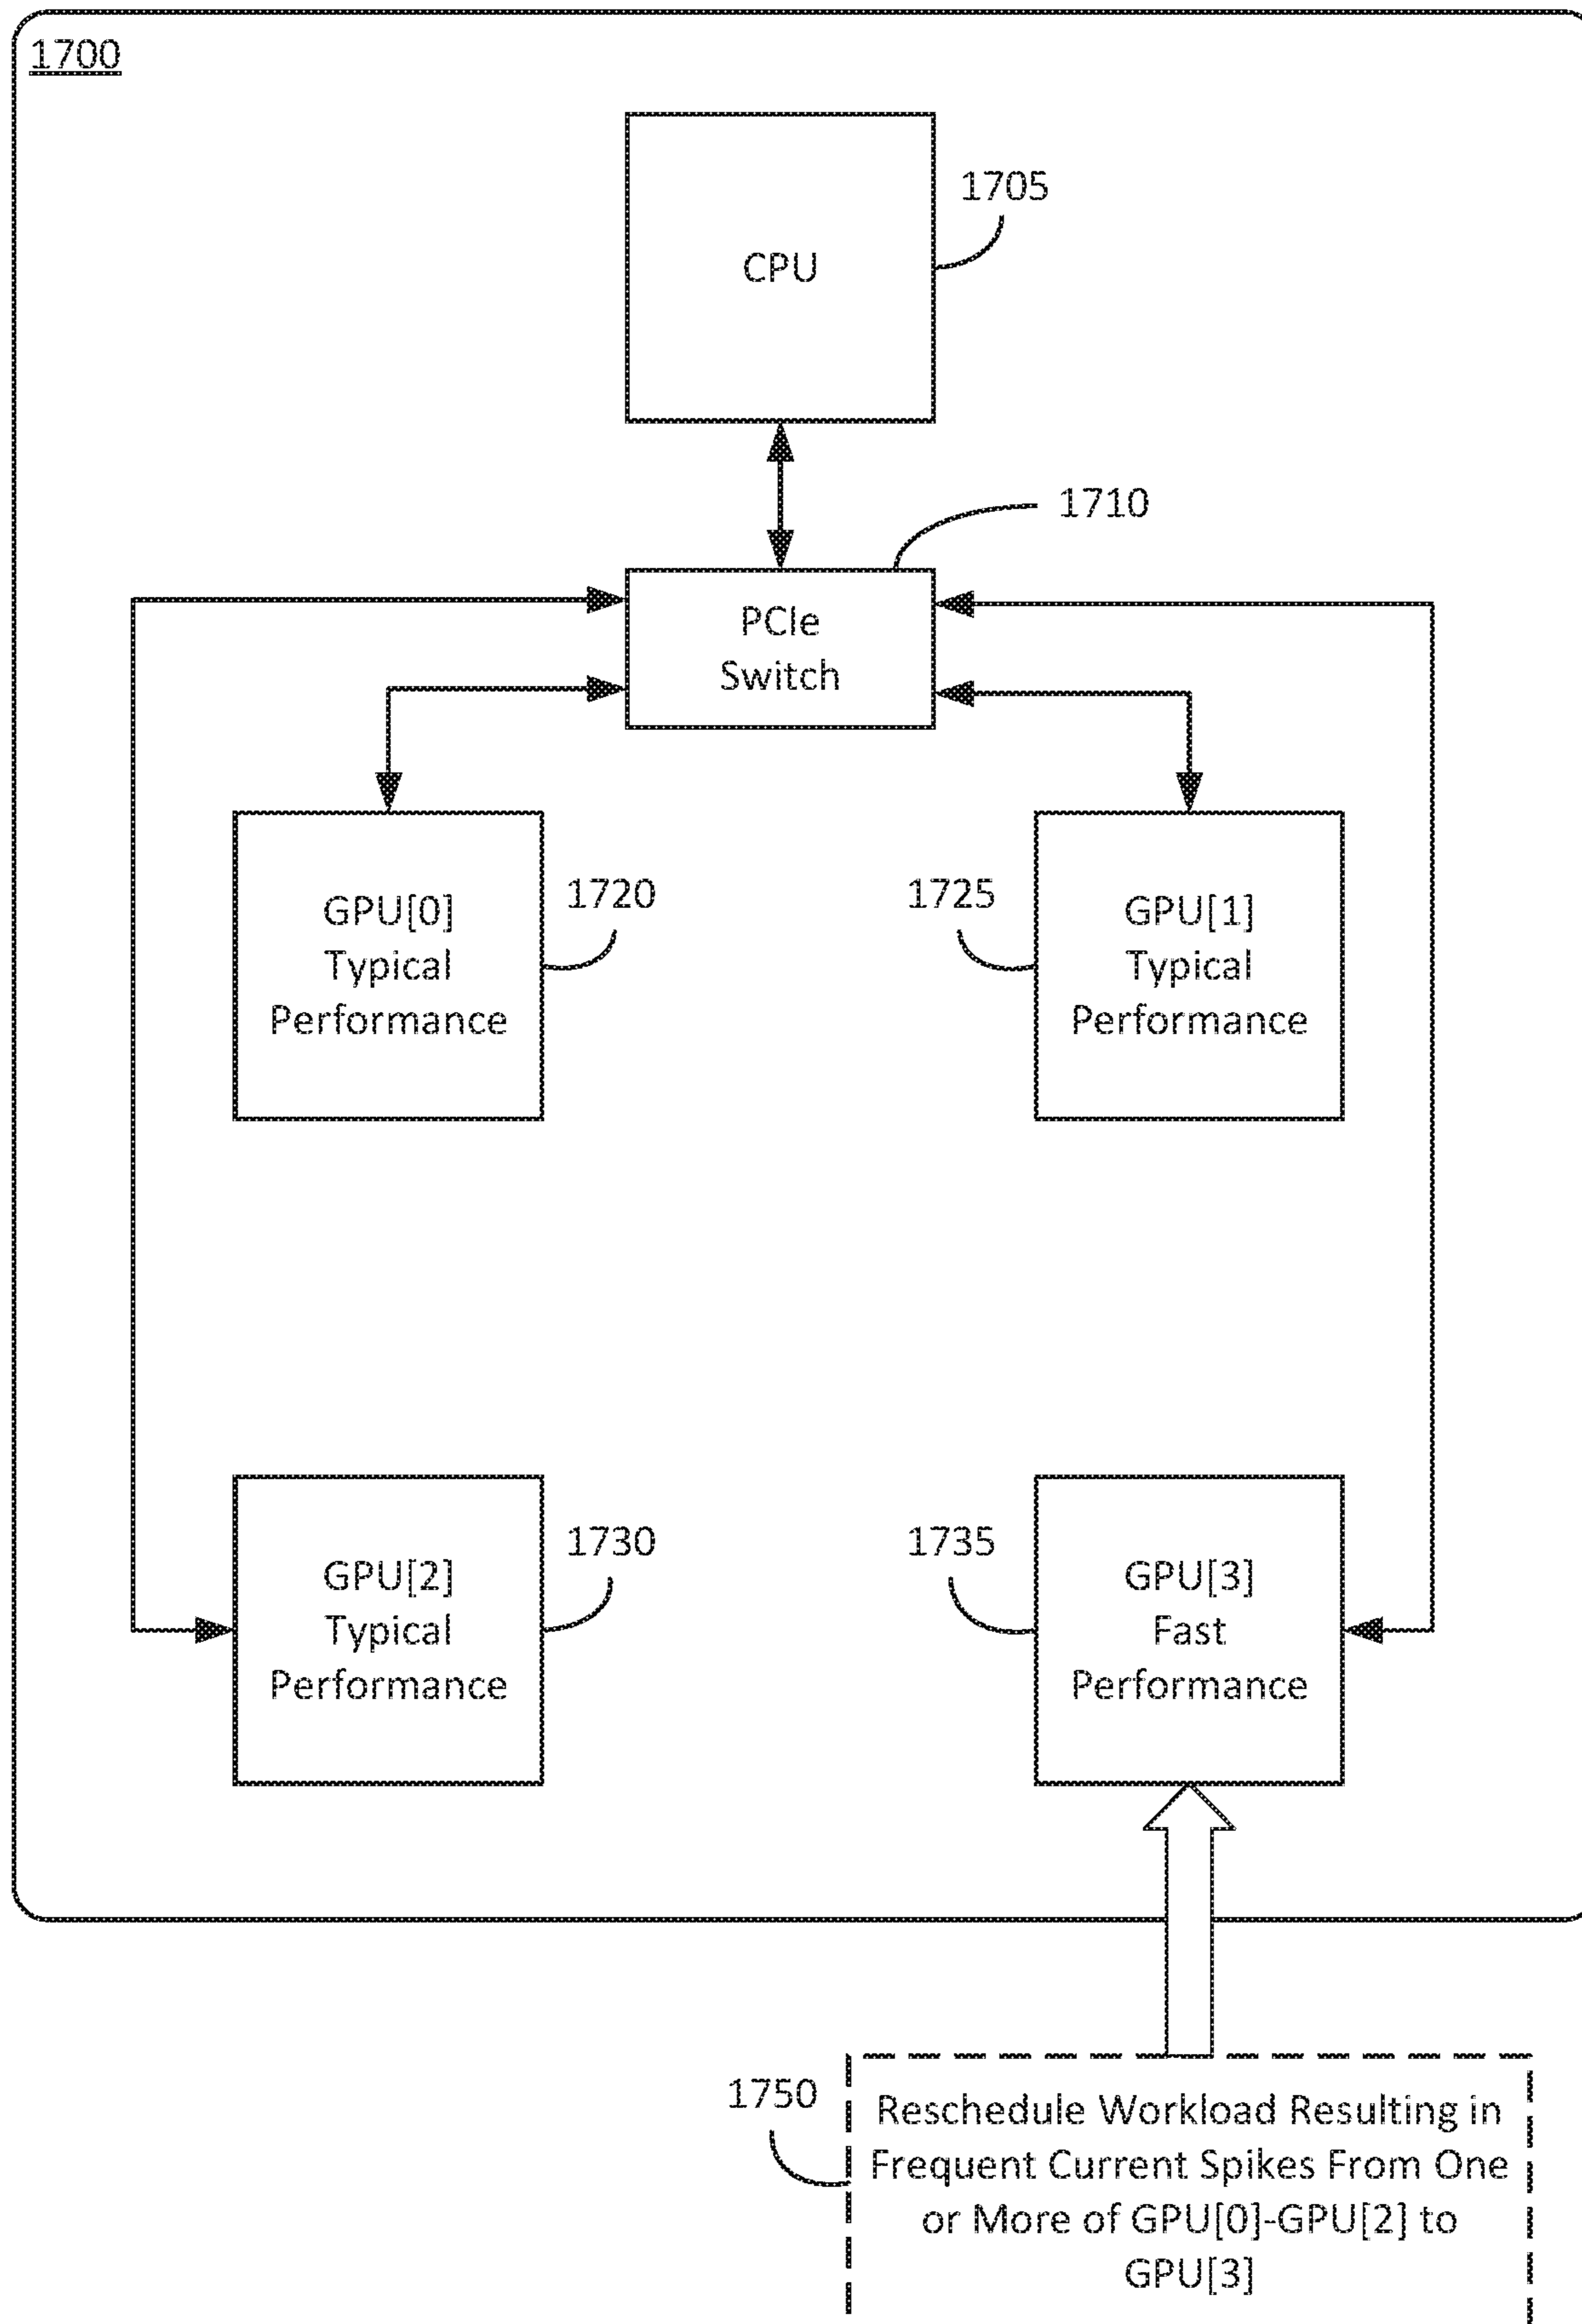 1700
CPU
1705
1710
PCIe
Switch
GPU[0]
Typical
Performance
1720
1725
GPU[1]
Typical
Performance
GPU[2]
Typical
Performance
1730
1735
GPU[3]
Fast
Performance
1750
Reschedule Workload Resulting in
Frequent Current Spikes From One
or More of GPU[0]-GPU[2] to
GPU[3]